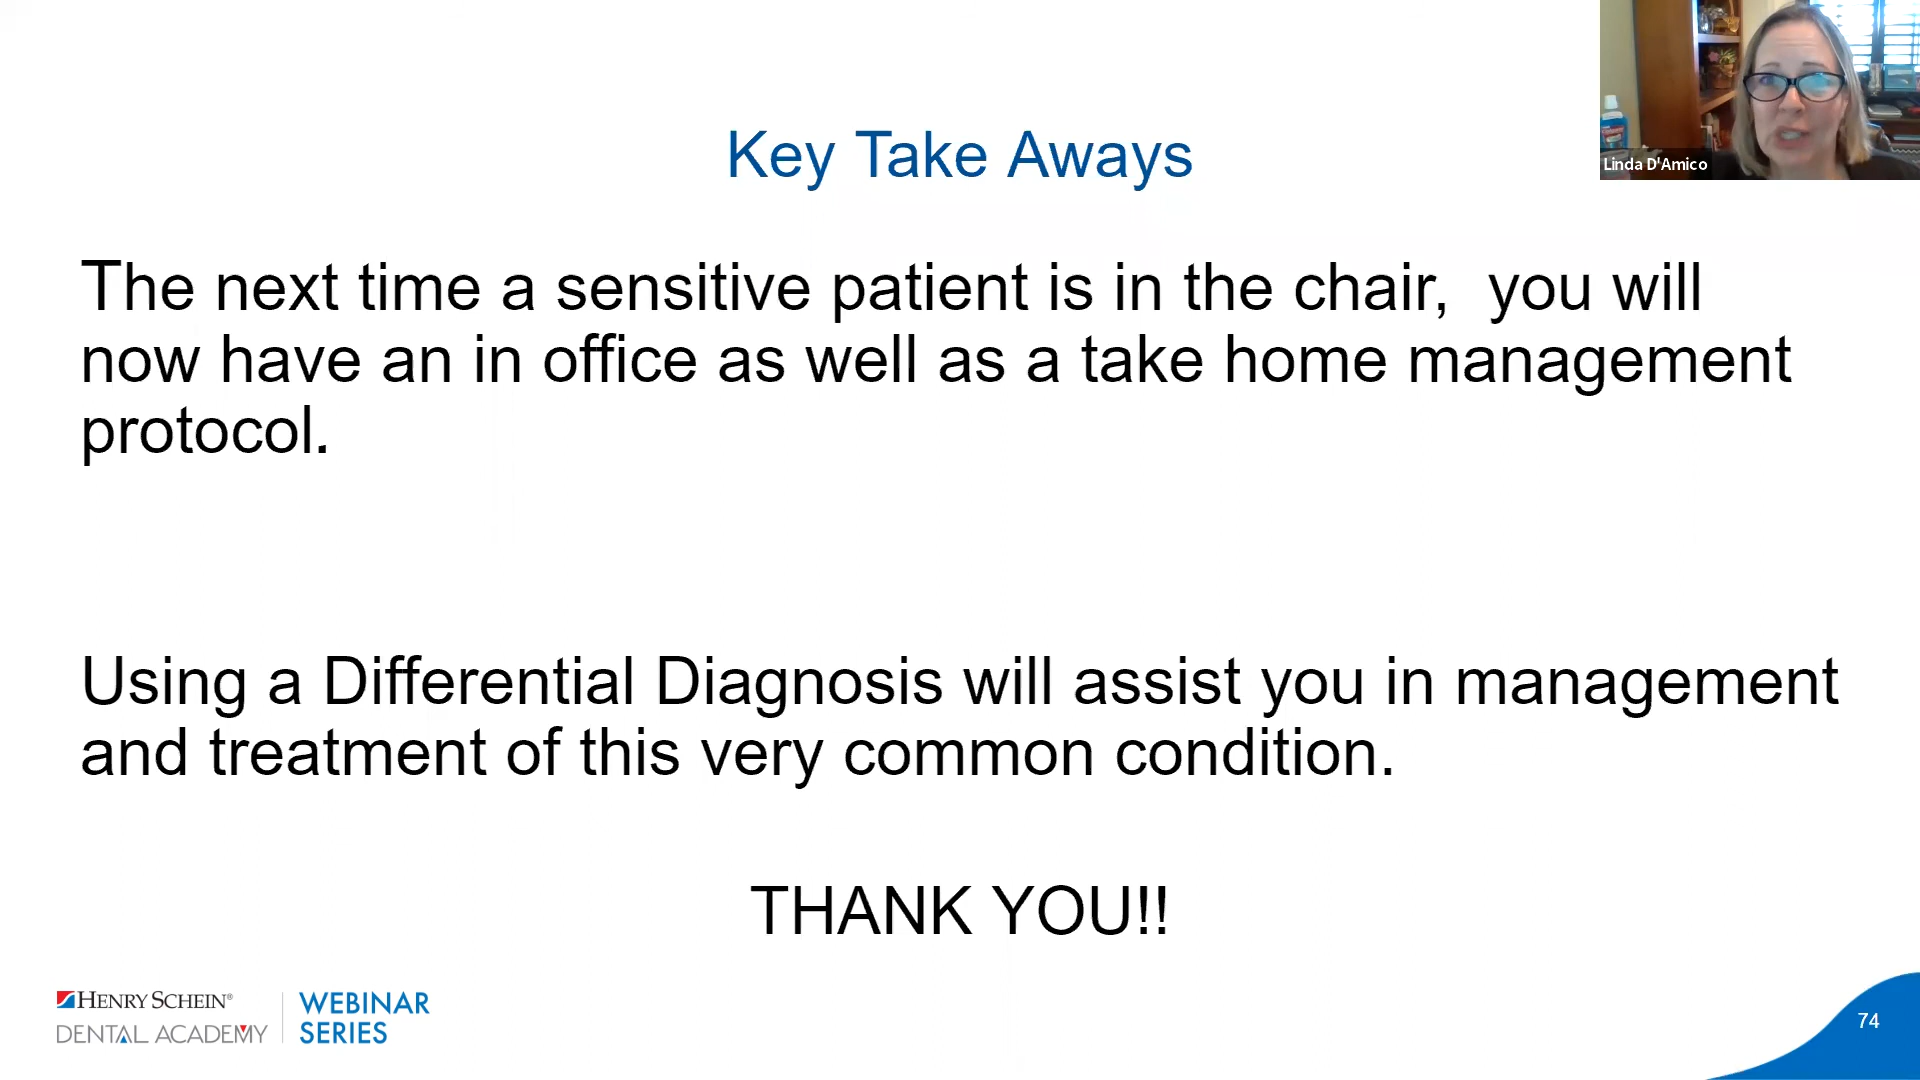 Key Take Aways
Linda D'Amico
The next time a sensitive patient is in the chair,  you will
now have an in office as well as a take home management
protocol.
Using a Differential Diagnosis will assist you in management
and treatment of this very common condition.
THANK YOU!!
HENRY SCHEIN®
DENTAL ACADEMY
WEBINAR
SERIES
74